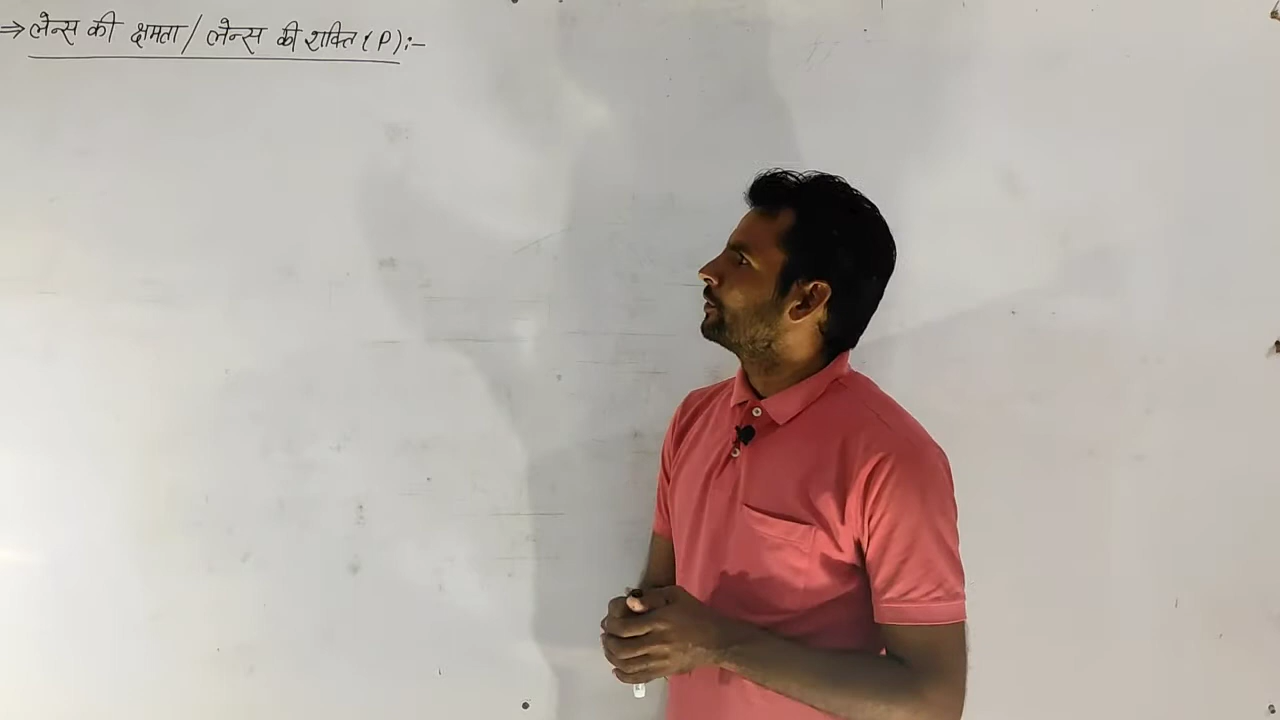 ⇒ लेन्स की क्षमता / लेन्स की शक्ति (P) :-